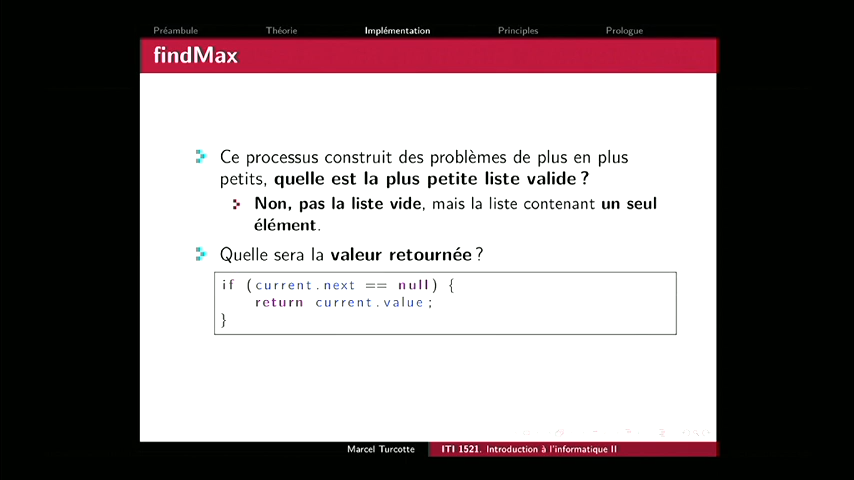 Préambule Théorie Implémentation Principles Prologue
findMax
Ce processus construit des problèmes de plus en plus
petits, quelle est la plus petite liste valide ?
Non, pas la liste vide, mais la liste contenant un seul
élément.
Quelle sera la valeur retournée ?
if (current.next == null) {
return current.value;
}
Marcel Turcotte ITI 1521. Introduction à l'informatique II